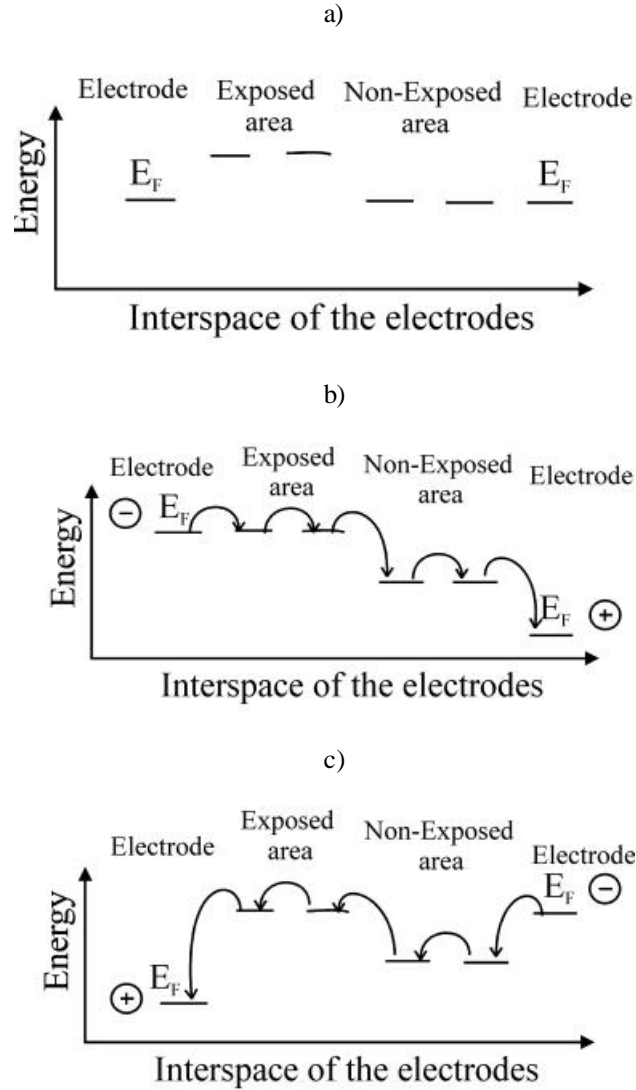 a)
Electrode Exposed area Non-Exposed area Electrode
Energy
E_F E_F
Interspace of the electrodes
b)
Electrode Exposed area Non-Exposed area Electrode
Energy
− E_F
E_F +
Interspace of the electrodes
c)
Electrode Exposed area Non-Exposed area Electrode
Energy
E_F −
+ E_F
Interspace of the electrodes